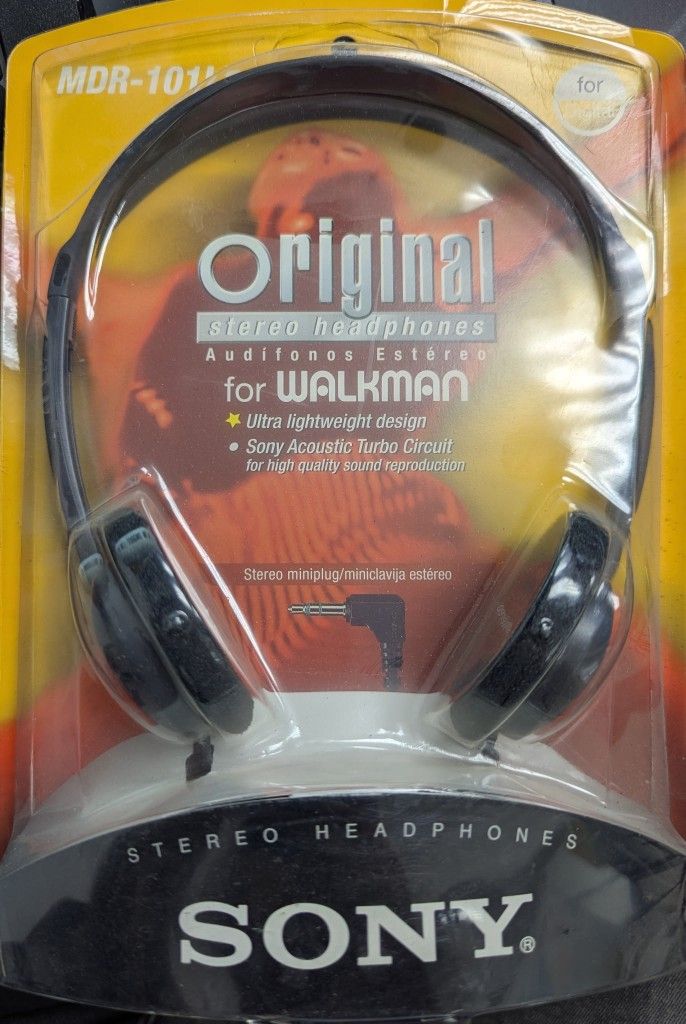 MDR-101
for
Original
stereo headphones
Audífonos Estéreo
for WALKMAN
Ultra lightweight design
• Sony Acoustic Turbo Circuit
for high quality sound reproduction
Stereo miniplug/miniclavija estéreo
STEREO HEADPHONES
SONY®